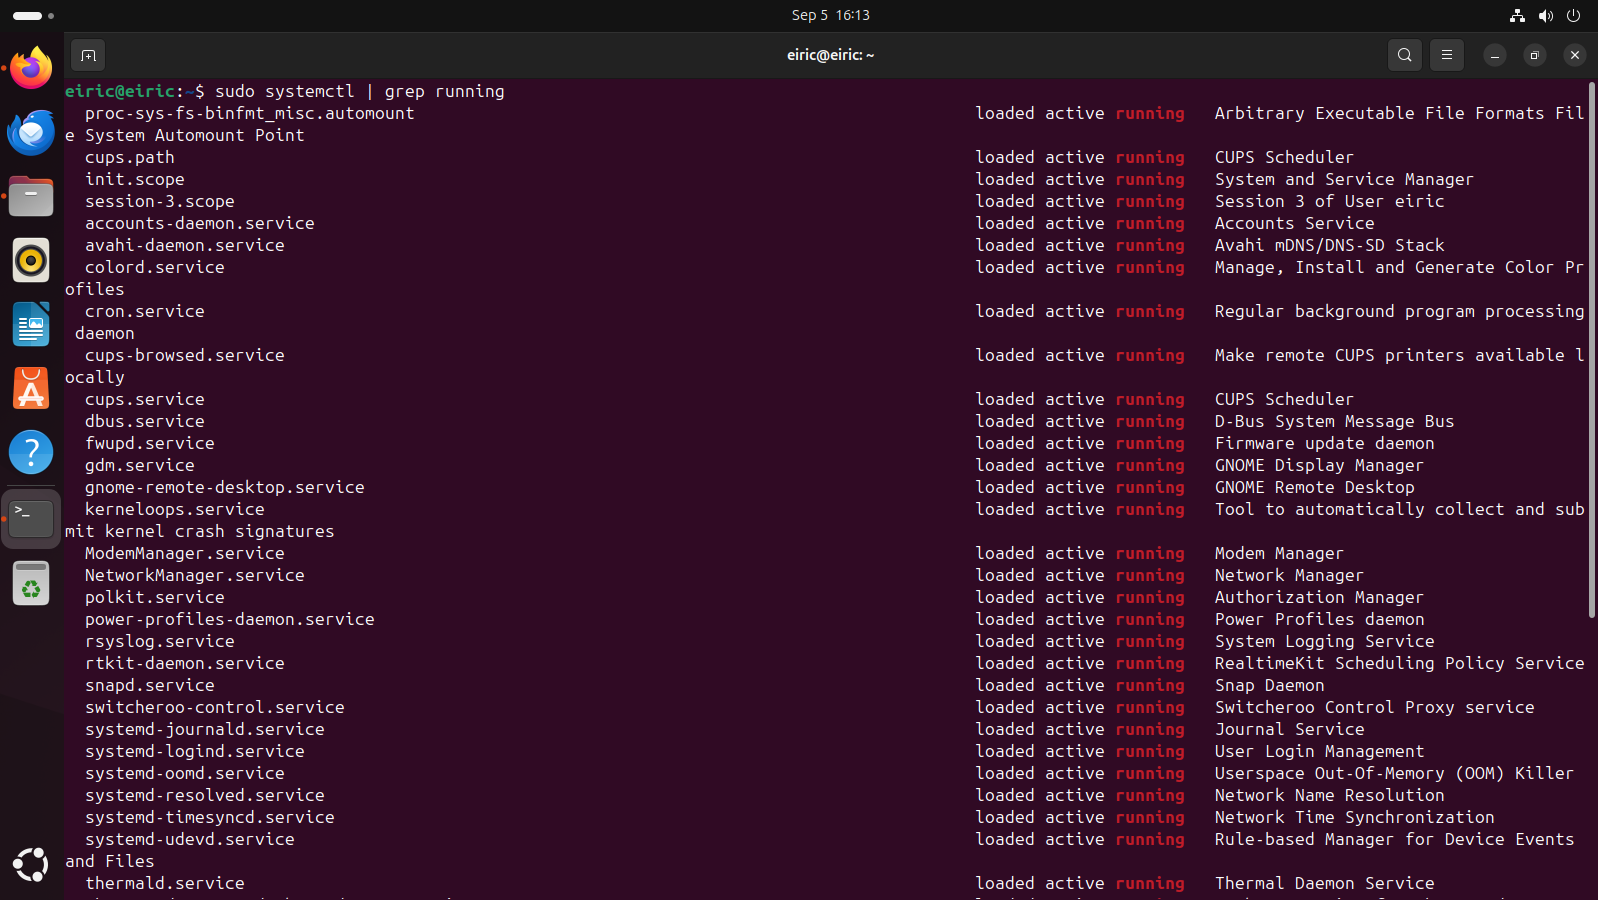 Sep 5 16:13
eiric@eiric: ~
eiric@eiric:~$ sudo systemctl | grep running
proc-sys-fs-binfmt_misc.automount loaded active running Arbitrary Executable File Formats Fil
e System Automount Point
cups.path loaded active running CUPS Scheduler
init.scope loaded active running System and Service Manager
session-3.scope loaded active running Session 3 of User eiric
accounts-daemon.service loaded active running Accounts Service
avahi-daemon.service loaded active running Avahi mDNS/DNS-SD Stack
colord.service loaded active running Manage, Install and Generate Color Pr
ofiles
cron.service loaded active running Regular background program processing
daemon
cups-browsed.service loaded active running Make remote CUPS printers available l
ocally
cups.service loaded active running CUPS Scheduler
dbus.service loaded active running D-Bus System Message Bus
fwupd.service loaded active running Firmware update daemon
gdm.service loaded active running GNOME Display Manager
gnome-remote-desktop.service loaded active running GNOME Remote Desktop
kerneloops.service loaded active running Tool to automatically collect and sub
mit kernel crash signatures
ModemManager.service loaded active running Modem Manager
NetworkManager.service loaded active running Network Manager
polkit.service loaded active running Authorization Manager
power-profiles-daemon.service loaded active running Power Profiles daemon
rsyslog.service loaded active running System Logging Service
rtkit-daemon.service loaded active running RealtimeKit Scheduling Policy Service
snapd.service loaded active running Snap Daemon
switcheroo-control.service loaded active running Switcheroo Control Proxy service
systemd-journald.service loaded active running Journal Service
systemd-logind.service loaded active running User Login Management
systemd-oomd.service loaded active running Userspace Out-Of-Memory (OOM) Killer
systemd-resolved.service loaded active running Network Name Resolution
systemd-timesyncd.service loaded active running Network Time Synchronization
systemd-udevd.service loaded active running Rule-based Manager for Device Events
and Files
thermald.service loaded active running Thermal Daemon Service